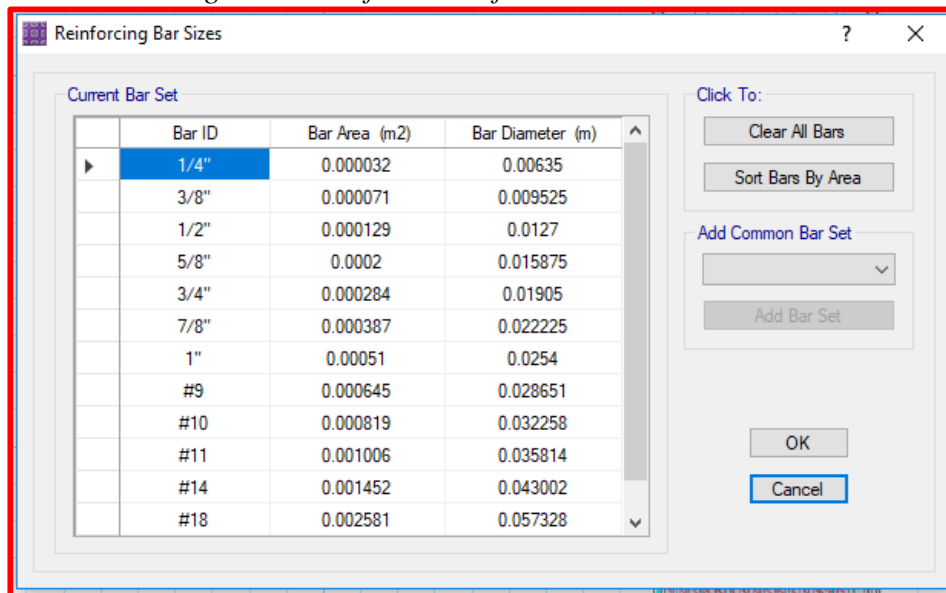 Reinforcing Bar Sizes ? ×
Current Bar Set
Bar ID Bar Area (m2) Bar Diameter (m)
1/4" 0.000032 0.00635
3/8" 0.000071 0.009525
1/2" 0.000129 0.0127
5/8" 0.0002 0.015875
3/4" 0.000284 0.01905
7/8" 0.000387 0.022225
1" 0.00051 0.0254
#9 0.000645 0.028651
#10 0.000819 0.032258
#11 0.001006 0.035814
#14 0.001452 0.043002
#18 0.002581 0.057328
Click To:
Clear All Bars
Sort Bars By Area
Add Common Bar Set
Add Bar Set
OK
Cancel